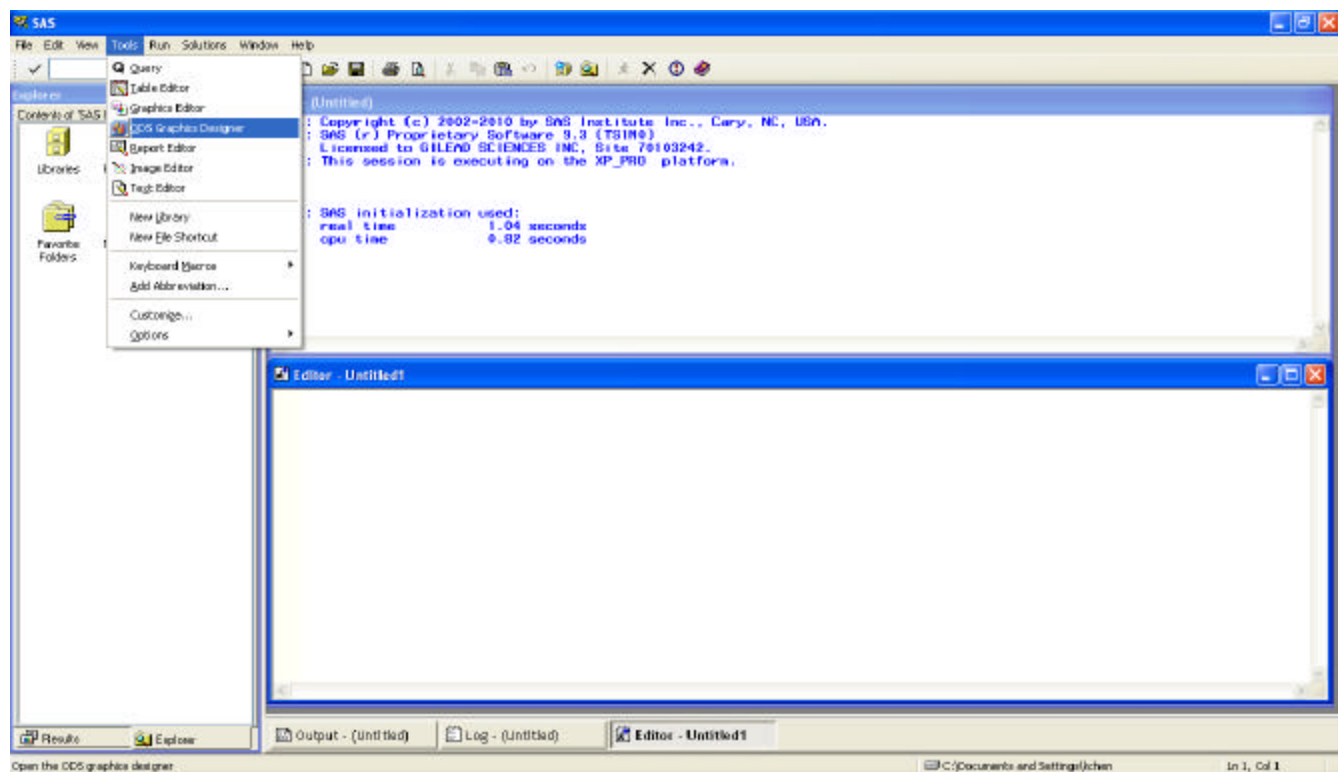 SAS
File Edit View Tools Run Solutions Window Help
Explorer
Contents of 'SAS
Libraries
Favorite
Folders
Query
Table Editor
Graphics Editor
ODS Graphics Designer
Report Editor
Image Editor
Text Editor
New Library
New File Shortcut
Keyboard Macros
Add Abbreviation...
Customize...
Options
(Untitled)
: Copyright (c) 2002-2010 by SAS Institute Inc., Cary, NC, USA.
: SAS (r) Proprietary Software 9.3 (TS1M0)
Licensed to GILEAD SCIENCES INC, Site 70103242.
: This session is executing on the XP_PRO platform.
: SAS initialization used:
real time 1.04 seconds
cpu time 0.82 seconds
Editor - Untitled1
Results Explorer
Output - (Untitled) Log - (Untitled) Editor - Untitled1
Open the ODS graphics designer C:\Documents and Settings\lchen Ln 1, Col 1